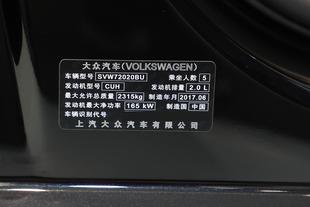 大众汽车(VOLKSWAGEN)
车辆型号 SVW72020BU 乘坐人数 5
发动机型号 CUH 发动机排量 2.0 L
最大允许总质量 2315kg 制造年月 2017.06
发动机最大净功率 165 kW 制造国 中国
车辆识别代号
上汽大众汽车有限公司